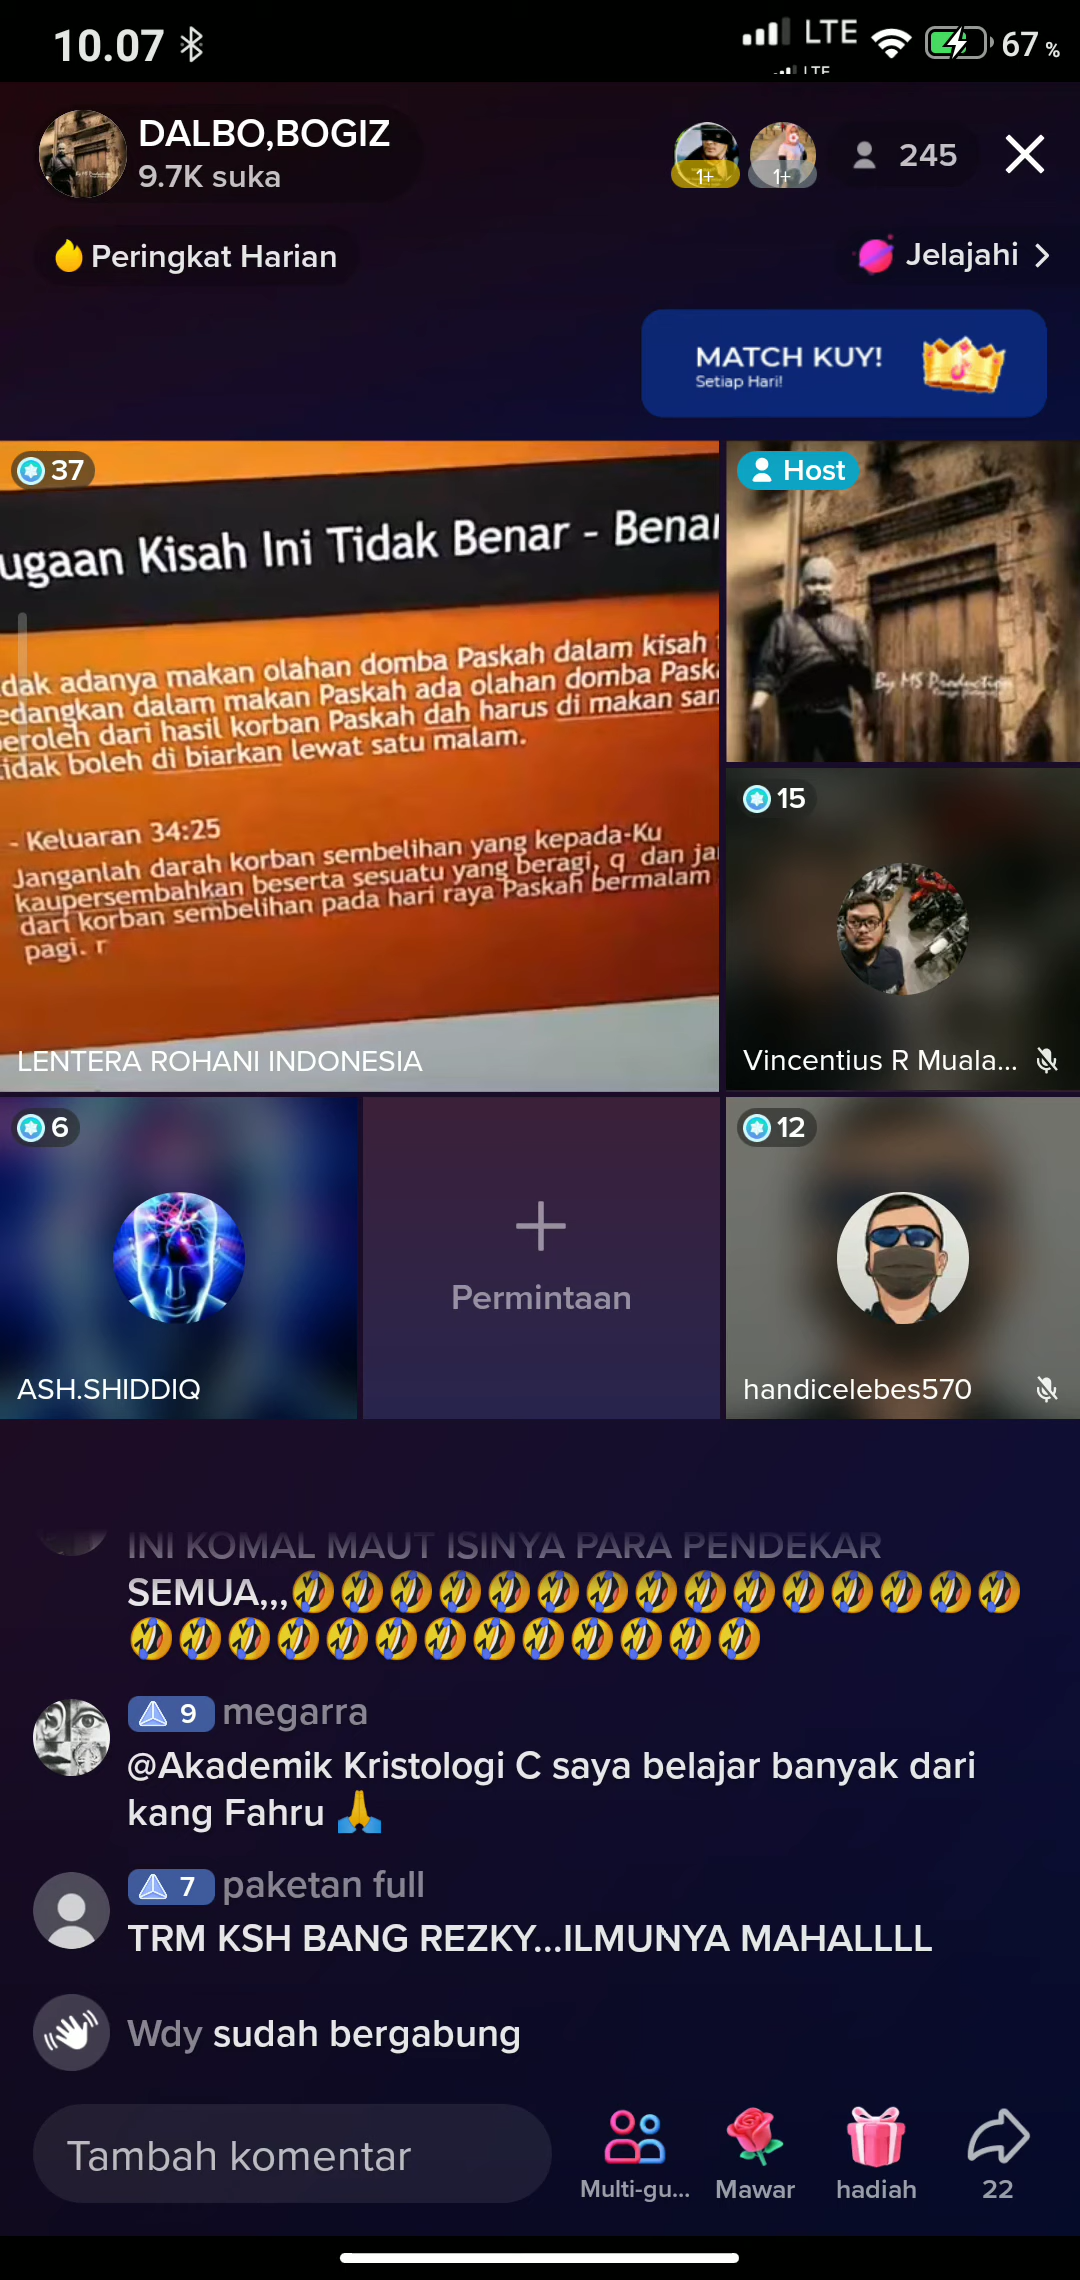 10.07
LTE
67 %
LTE
DALBO,BOGIZ
9.7K suka
1+
1+
245
Peringkat Harian
Jelajahi
MATCH KUY!
Setiap Hari!
37
ugaan Kisah Ini Tidak Benar - Benar
dak adanya makan olahan domba Paskah dalam kisah
edangkan dalam makan Paskah ada olahan domba Paska
peroleh dari hasil korban Paskah dah harus di makan sam
tidak boleh di biarkan lewat satu malam.
- Keluaran 34:25
Janganlah darah korban sembelihan yang kepada-Ku
kaupersembahkan beserta sesuatu yang beragi, q dan jan
dari korban sembelihan pada hari raya Paskah bermalam
pagi. r
LENTERA ROHANI INDONESIA
Host
By MS Production
15
Vincentius R Muala...
6
ASH.SHIDDIQ
Permintaan
12
handicelebes570
INI KOMAL MAUT ISINYA PARA PENDEKAR
SEMUA,,,🤣🤣🤣🤣🤣🤣🤣🤣🤣🤣🤣🤣🤣🤣🤣
🤣🤣🤣🤣🤣🤣🤣🤣🤣🤣🤣🤣🤣
9 megarra
@Akademik Kristologi C saya belajar banyak dari
kang Fahru 🙏
7 paketan full
TRM KSH BANG REZKY...ILMUNYA MAHALLLL
Wdy sudah bergabung
Tambah komentar
Multi-gu...
Mawar
hadiah
22